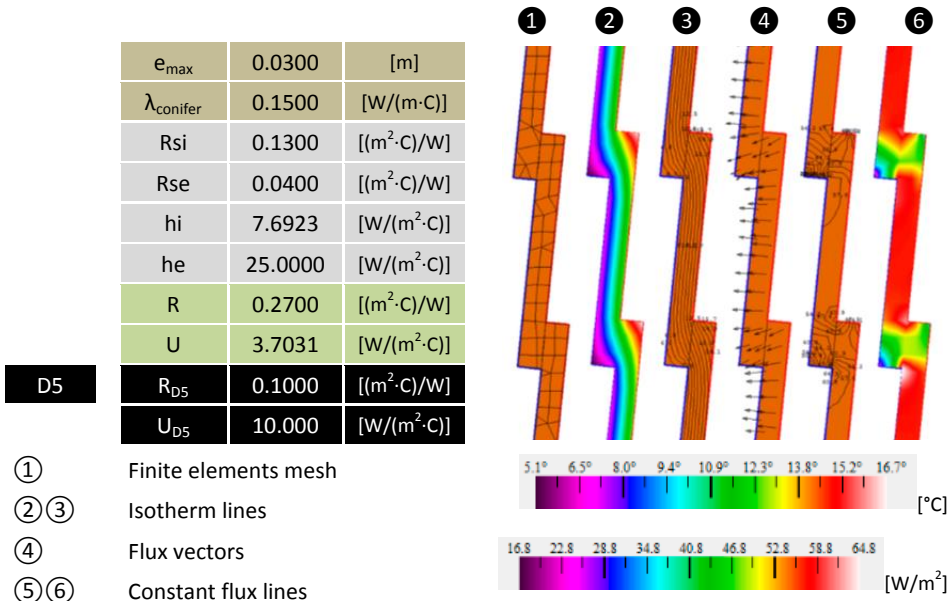 ❶ ❷ ❸ ❹ ❺ ❻
e_max 0.0300 [m]
λ_conifer 0.1500 [W/(m·C)]
Rsi 0.1300 [(m²·C)/W]
Rse 0.0400 [(m²·C)/W]
hi 7.6923 [W/(m²·C)]
he 25.0000 [W/(m²·C)]
R 0.2700 [(m²·C)/W]
U 3.7031 [W/(m²·C)]
D5 R_D5 0.1000 [(m²·C)/W]
U_D5 10.000 [W/(m²·C)]
① Finite elements mesh
②③ Isotherm lines
④ Flux vectors
⑤⑥ Constant flux lines
5.1° 6.5° 8.0° 9.4° 10.9° 12.3° 13.8° 15.2° 16.7°
[°C]
16.8 22.8 28.8 34.8 40.8 46.8 52.8 58.8 64.8
[W/m²]